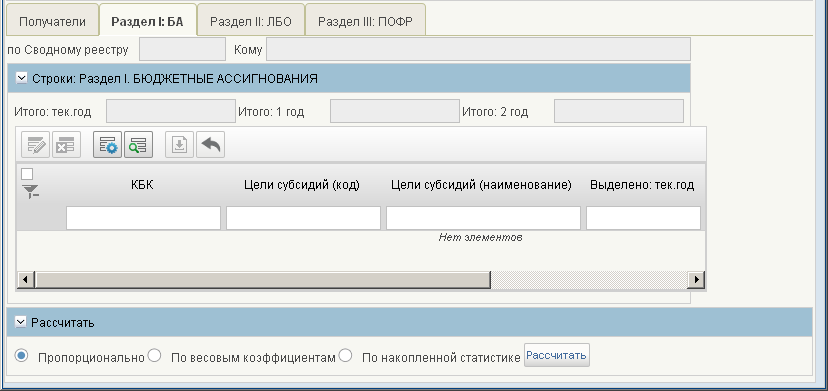 Получатели Раздел I: БА Раздел II: ЛБО Раздел III: ПОФР
по Сводному реестру Кому
Строки: Раздел I. БЮДЖЕТНЫЕ АССИГНОВАНИЯ
Итого: тек.год Итого: 1 год Итого: 2 год
КБК Цели субсидий (код) Цели субсидий (наименование) Выделено: тек.год
Нет элементов
Рассчитать
Пропорционально По весовым коэффициентам По накопленной статистике Рассчитать